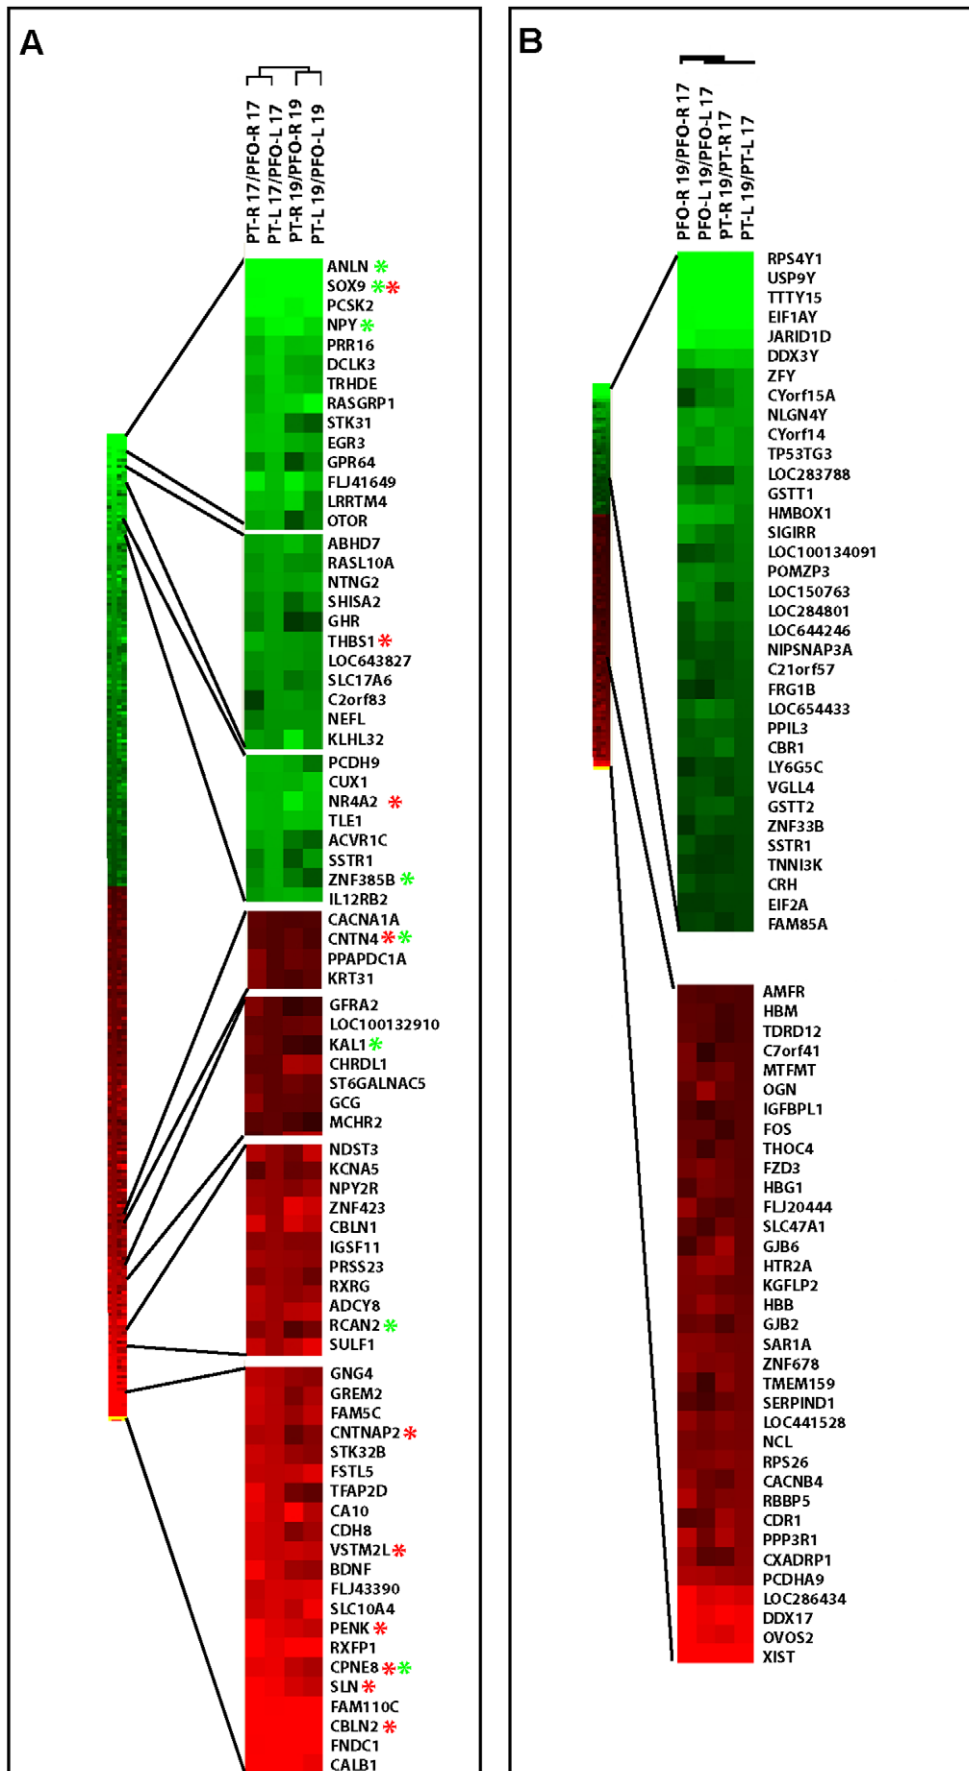 A
PT-R 17/PFO-R 17
PT-L 17/PFO-L 17
PT-R 19/PFO-R 19
PT-L 19/PFO-L 19
ANLN *
SOX9 **
PCSK2
NPY *
PRR16
DCLK3
TRHDE
RASGRP1
STK31
EGR3
GPR64
FLJ41649
LRRTM4
OTOR
ABHD7
RASL10A
NTNG2
SHISA2
GHR
THBS1 *
LOC643827
SLC17A6
C2orf83
NEFL
KLHL32
PCDH9
CUX1
NR4A2 *
TLE1
ACVR1C
SSTR1
ZNF385B *
IL12RB2
CACNA1A
CNTN4 **
PPAPDC1A
KRT31
GFRA2
LOC100132910
KAL1 *
CHRDL1
ST6GALNAC5
GCG
MCHR2
NDST3
KCNA5
NPY2R
ZNF423
CBLN1
IGSF11
PRSS23
RXRG
ADCY8
RCAN2 *
SULF1
GNG4
GREM2
FAM5C
CNTNAP2 *
STK32B
FSTL5
TFAP2D
CA10
CDH8
VSTM2L *
BDNF
FLJ43390
SLC10A4
PENK *
RXFP1
CPNE8 **
SLN *
FAM110C
CBLN2 *
FNDC1
CALB1
B
PFO-R 19/PFO-R 17
PFO-L 19/PFO-L 17
PT-R 19/PT-R 17
PT-L 19/PT-L 17
RPS4Y1
USP9Y
TTTY15
EIF1AY
JARID1D
DDX3Y
ZFY
CYorf15A
NLGN4Y
CYorf14
TP53TG3
LOC283788
GSTT1
HMBOX1
SIGIRR
LOC100134091
POMZP3
LOC150763
LOC284801
LOC644246
NIPSNAP3A
C21orf57
FRG1B
LOC654433
PPIL3
CBR1
LY6G5C
VGLL4
GSTT2
ZNF33B
SSTR1
TNNI3K
CRH
EIF2A
FAM85A
AMFR
HBM
TDRD12
C7orf41
MTFMT
OGN
IGFBPL1
FOS
THOC4
FZD3
HBG1
FLJ20444
SLC47A1
GJB6
HTR2A
KGFLP2
HBB
GJB2
SAR1A
ZNF678
TMEM159
SERPIND1
LOC441528
NCL
RPS26
CACNB4
RBBP5
CDR1
PPP3R1
CXADRP1
PCDHA9
LOC286434
DDX17
OVOS2
XIST